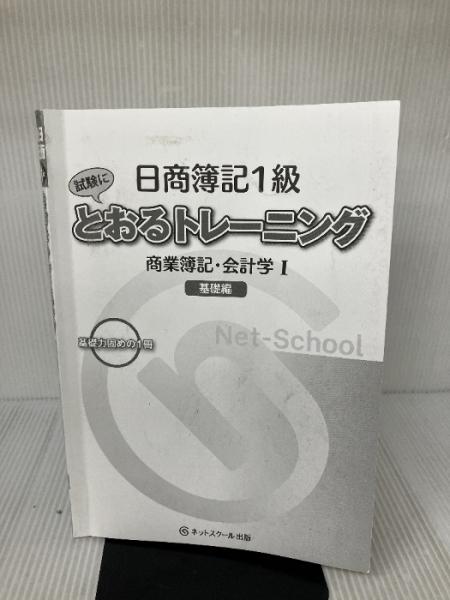 日商簿記1級
試験に
とおるトレーニング
商業簿記・会計学 I
基礎編
Net-School
基礎力固めの1冊
ネットスクール出版